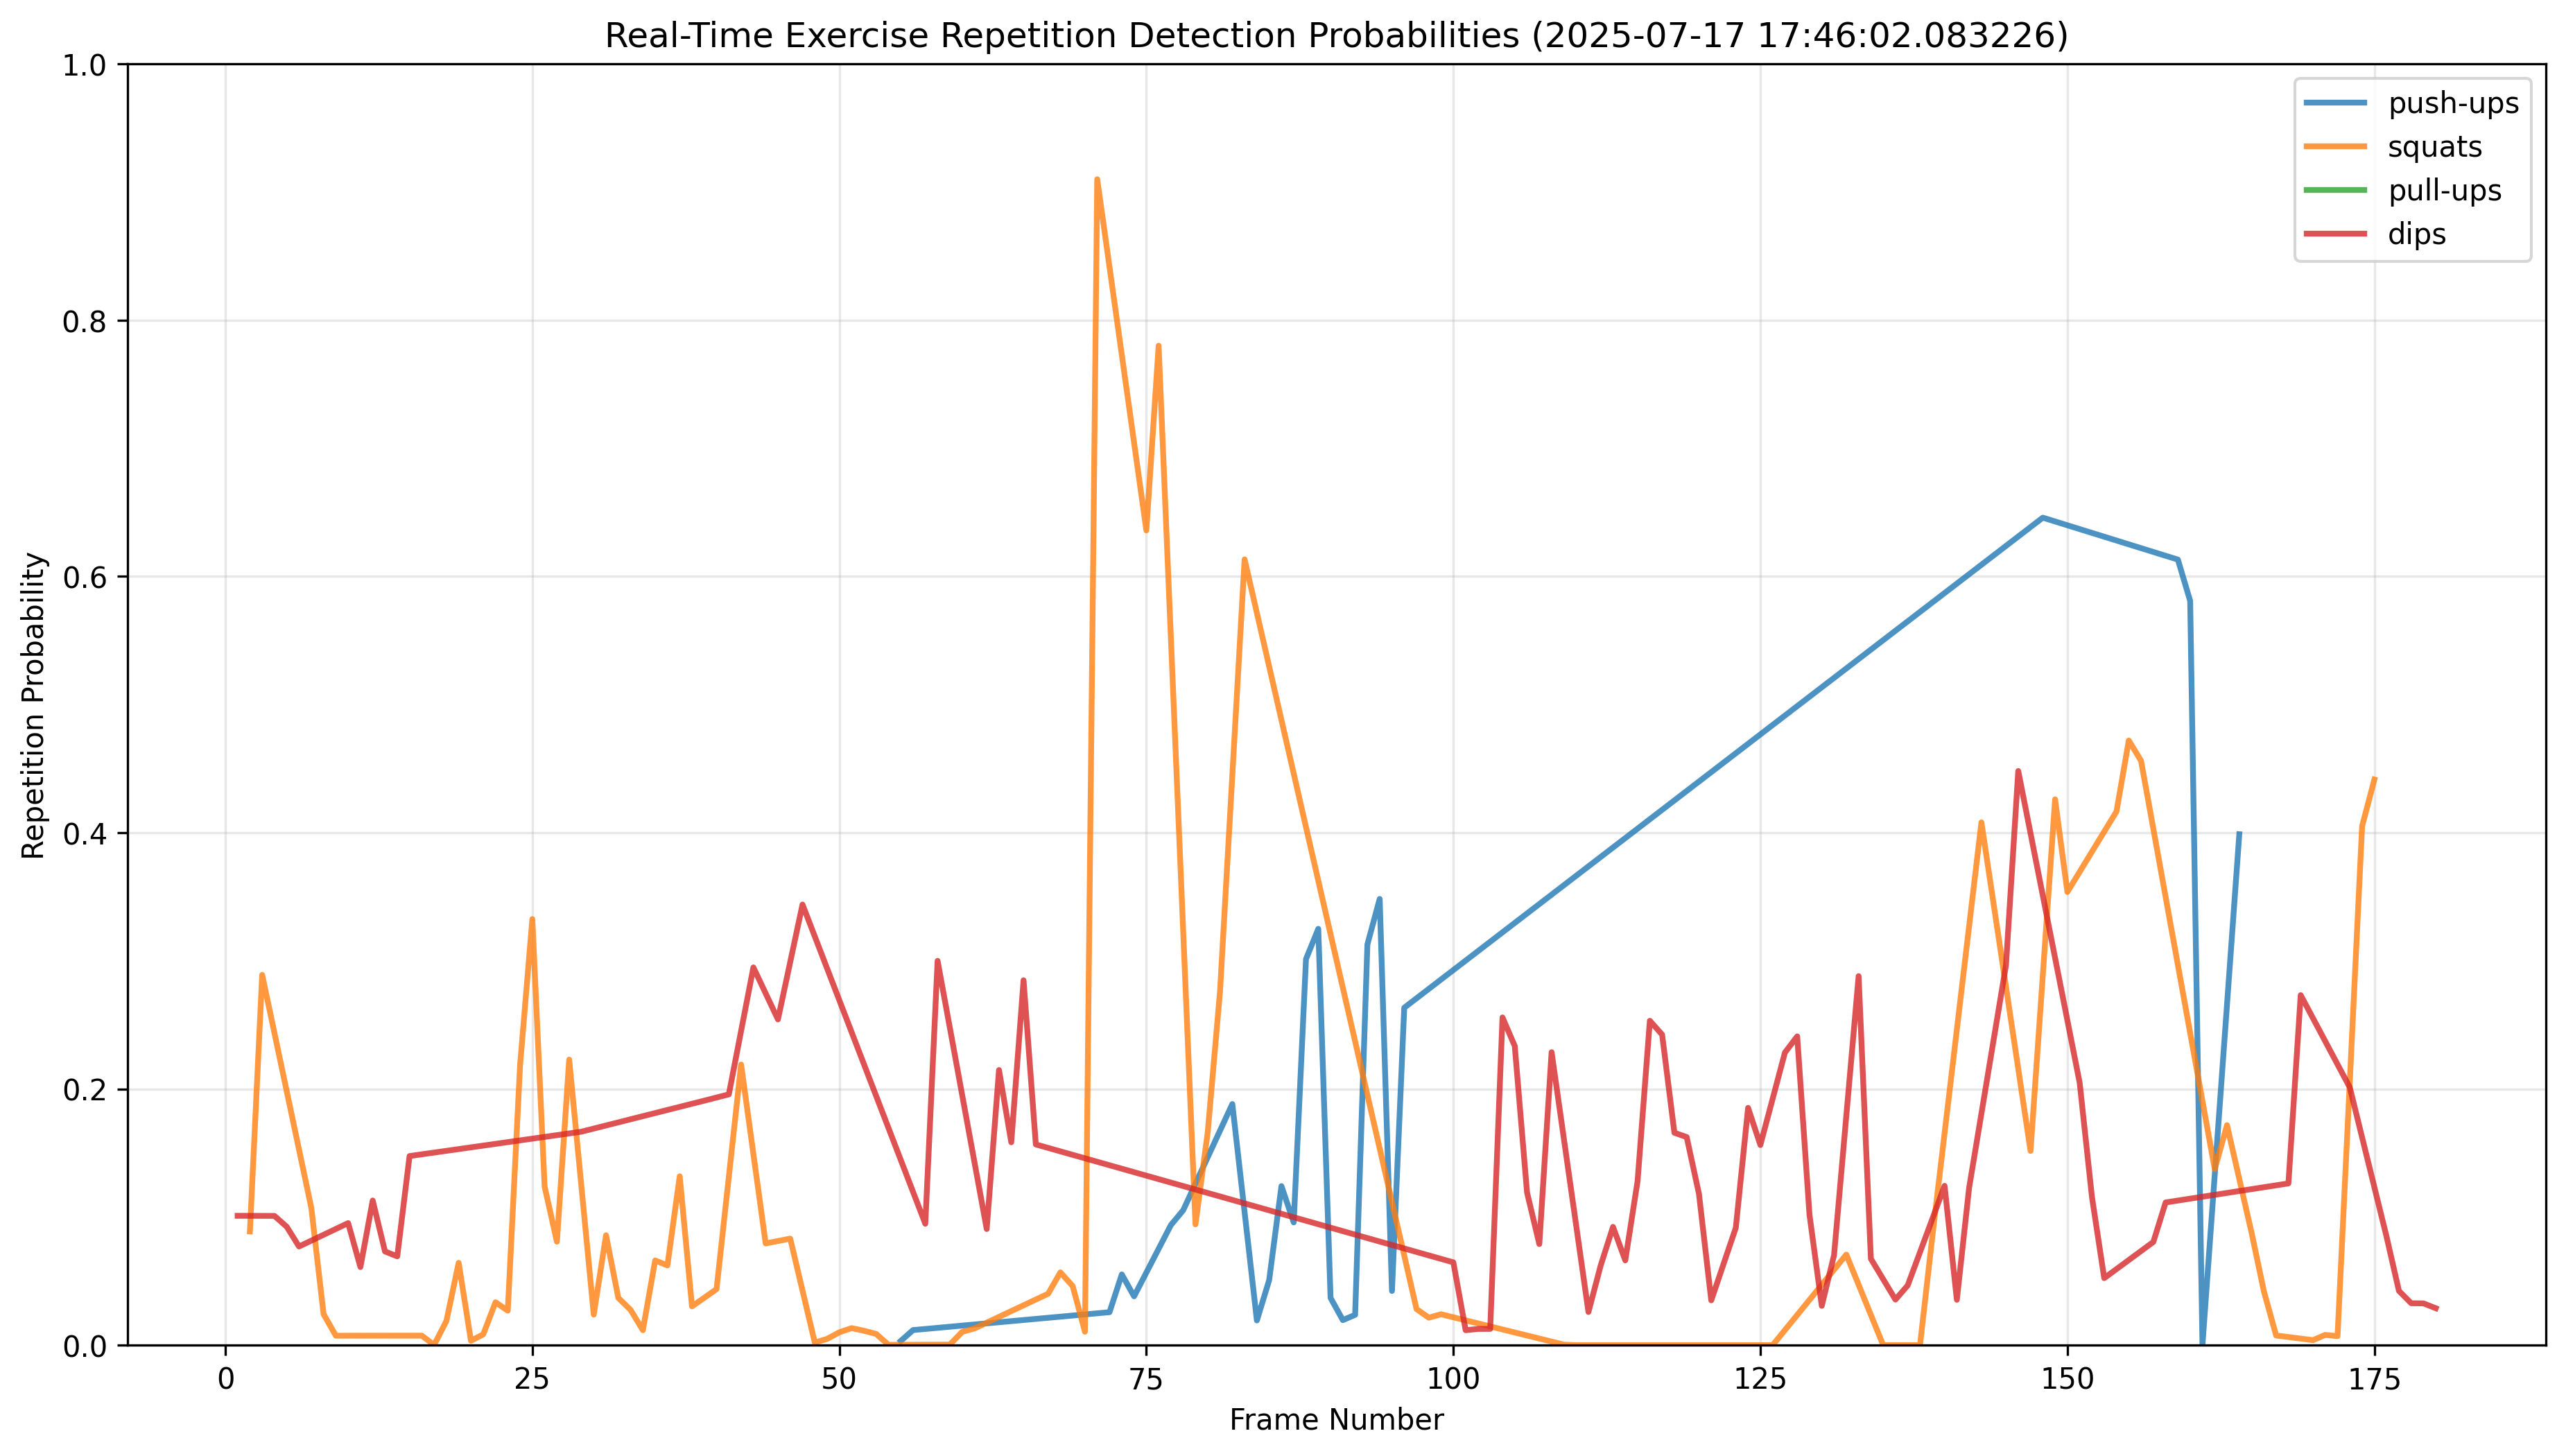 Real-Time Exercise Repetition Detection Probabilities (2025-07-17 17:46:02.083226)
1.0
0.8
0.6
0.4
0.2
0.0
Repetition Probability
push-ups
squats
pull-ups
dips
0 25 50 75 100 125 150 175
Frame Number